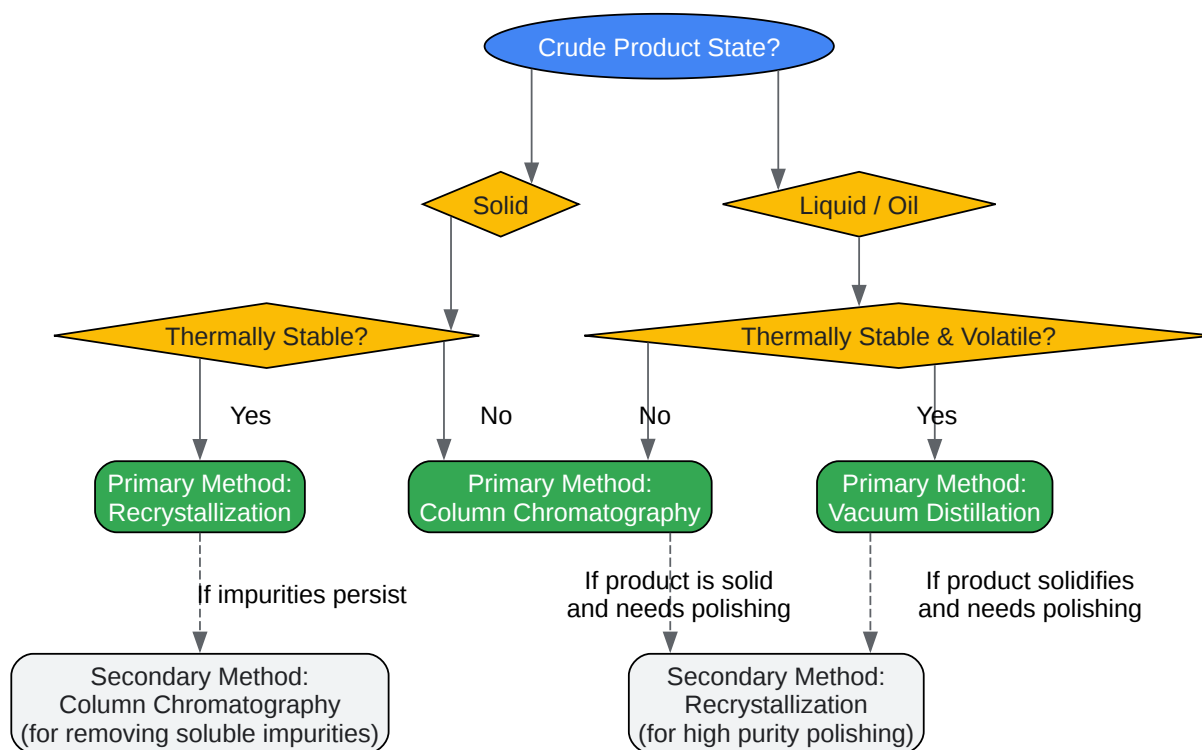 Crude Product State?
Solid
Liquid / Oil
Thermally Stable?
Thermally Stable & Volatile?
Yes
No
No
Yes
Primary Method:
Recrystallization
Primary Method:
Column Chromatography
Primary Method:
Vacuum Distillation
If impurities persist
If product is solid
and needs polishing
If product solidifies
and needs polishing
Secondary Method:
Column Chromatography
(for removing soluble impurities)
Secondary Method:
Recrystallization
(for high purity polishing)